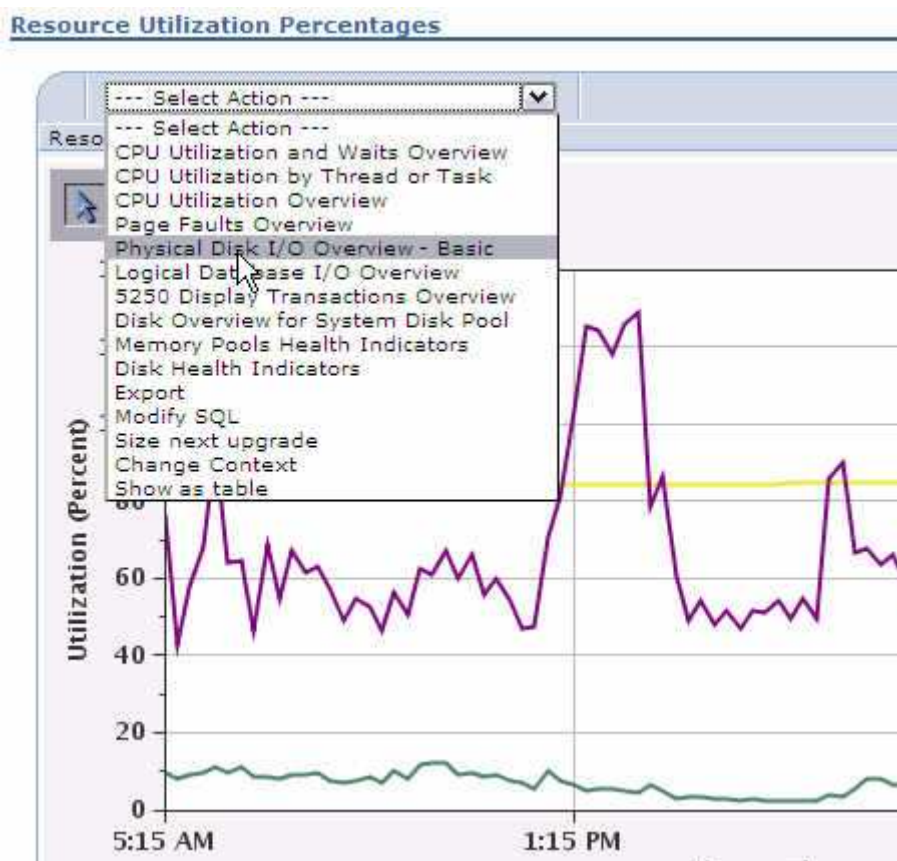 Resource Utilization Percentages
--- Select Action ---
Reso
--- Select Action ---
CPU Utilization and Waits Overview
CPU Utilization by Thread or Task
CPU Utilization Overview
Page Faults Overview
Physical Disk I/O Overview - Basic
Logical Database I/O Overview
5250 Display Transactions Overview
Disk Overview for System Disk Pool
Memory Pools Health Indicators
Disk Health Indicators
Export
Modify SQL
Size next upgrade
Change Context
Show as table
Utilization (Percent)
80
60
40
20
0
5:15 AM
1:15 PM